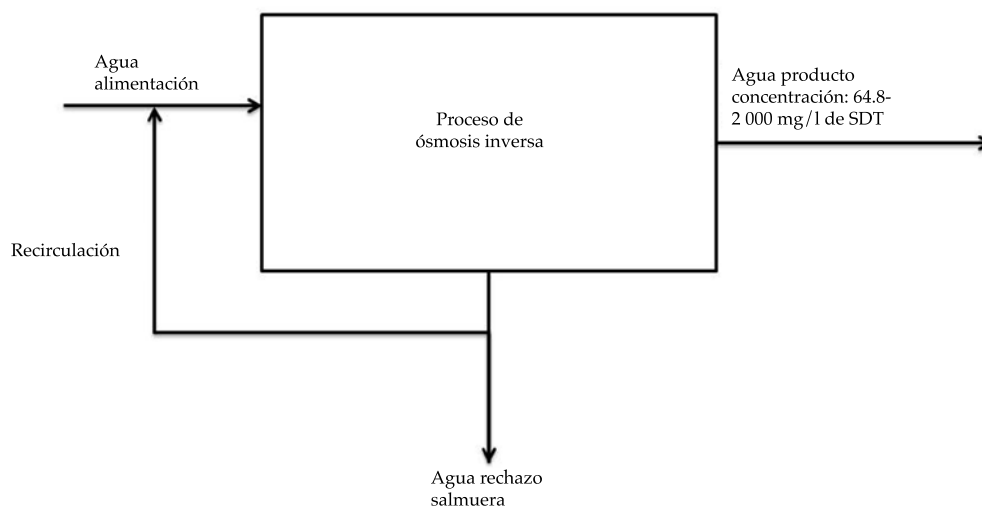 Agua
alimentación
Proceso de
ósmosis inversa
Agua producto
concentración: 64.8-
2 000 mg/l de SDT
Recirculación
Agua rechazo
salmuera